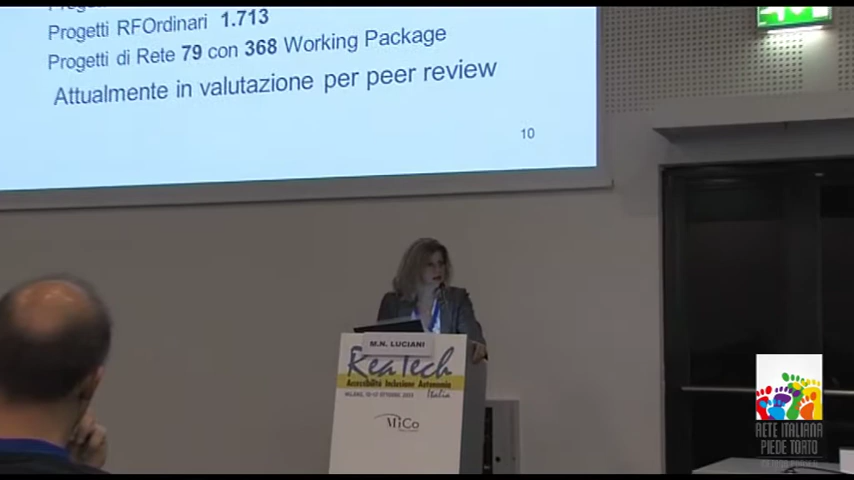 Progetti RFOrdinari 1.713
Progetti di Rete 79 con 368 Working Package
Attualmente in valutazione per peer review
10
M.N. LUCIANI
ReaTech
Accessibilità Inclusione Autonomia
Italia
MiCo
RETE ITALIANA
PIEDE TORTO